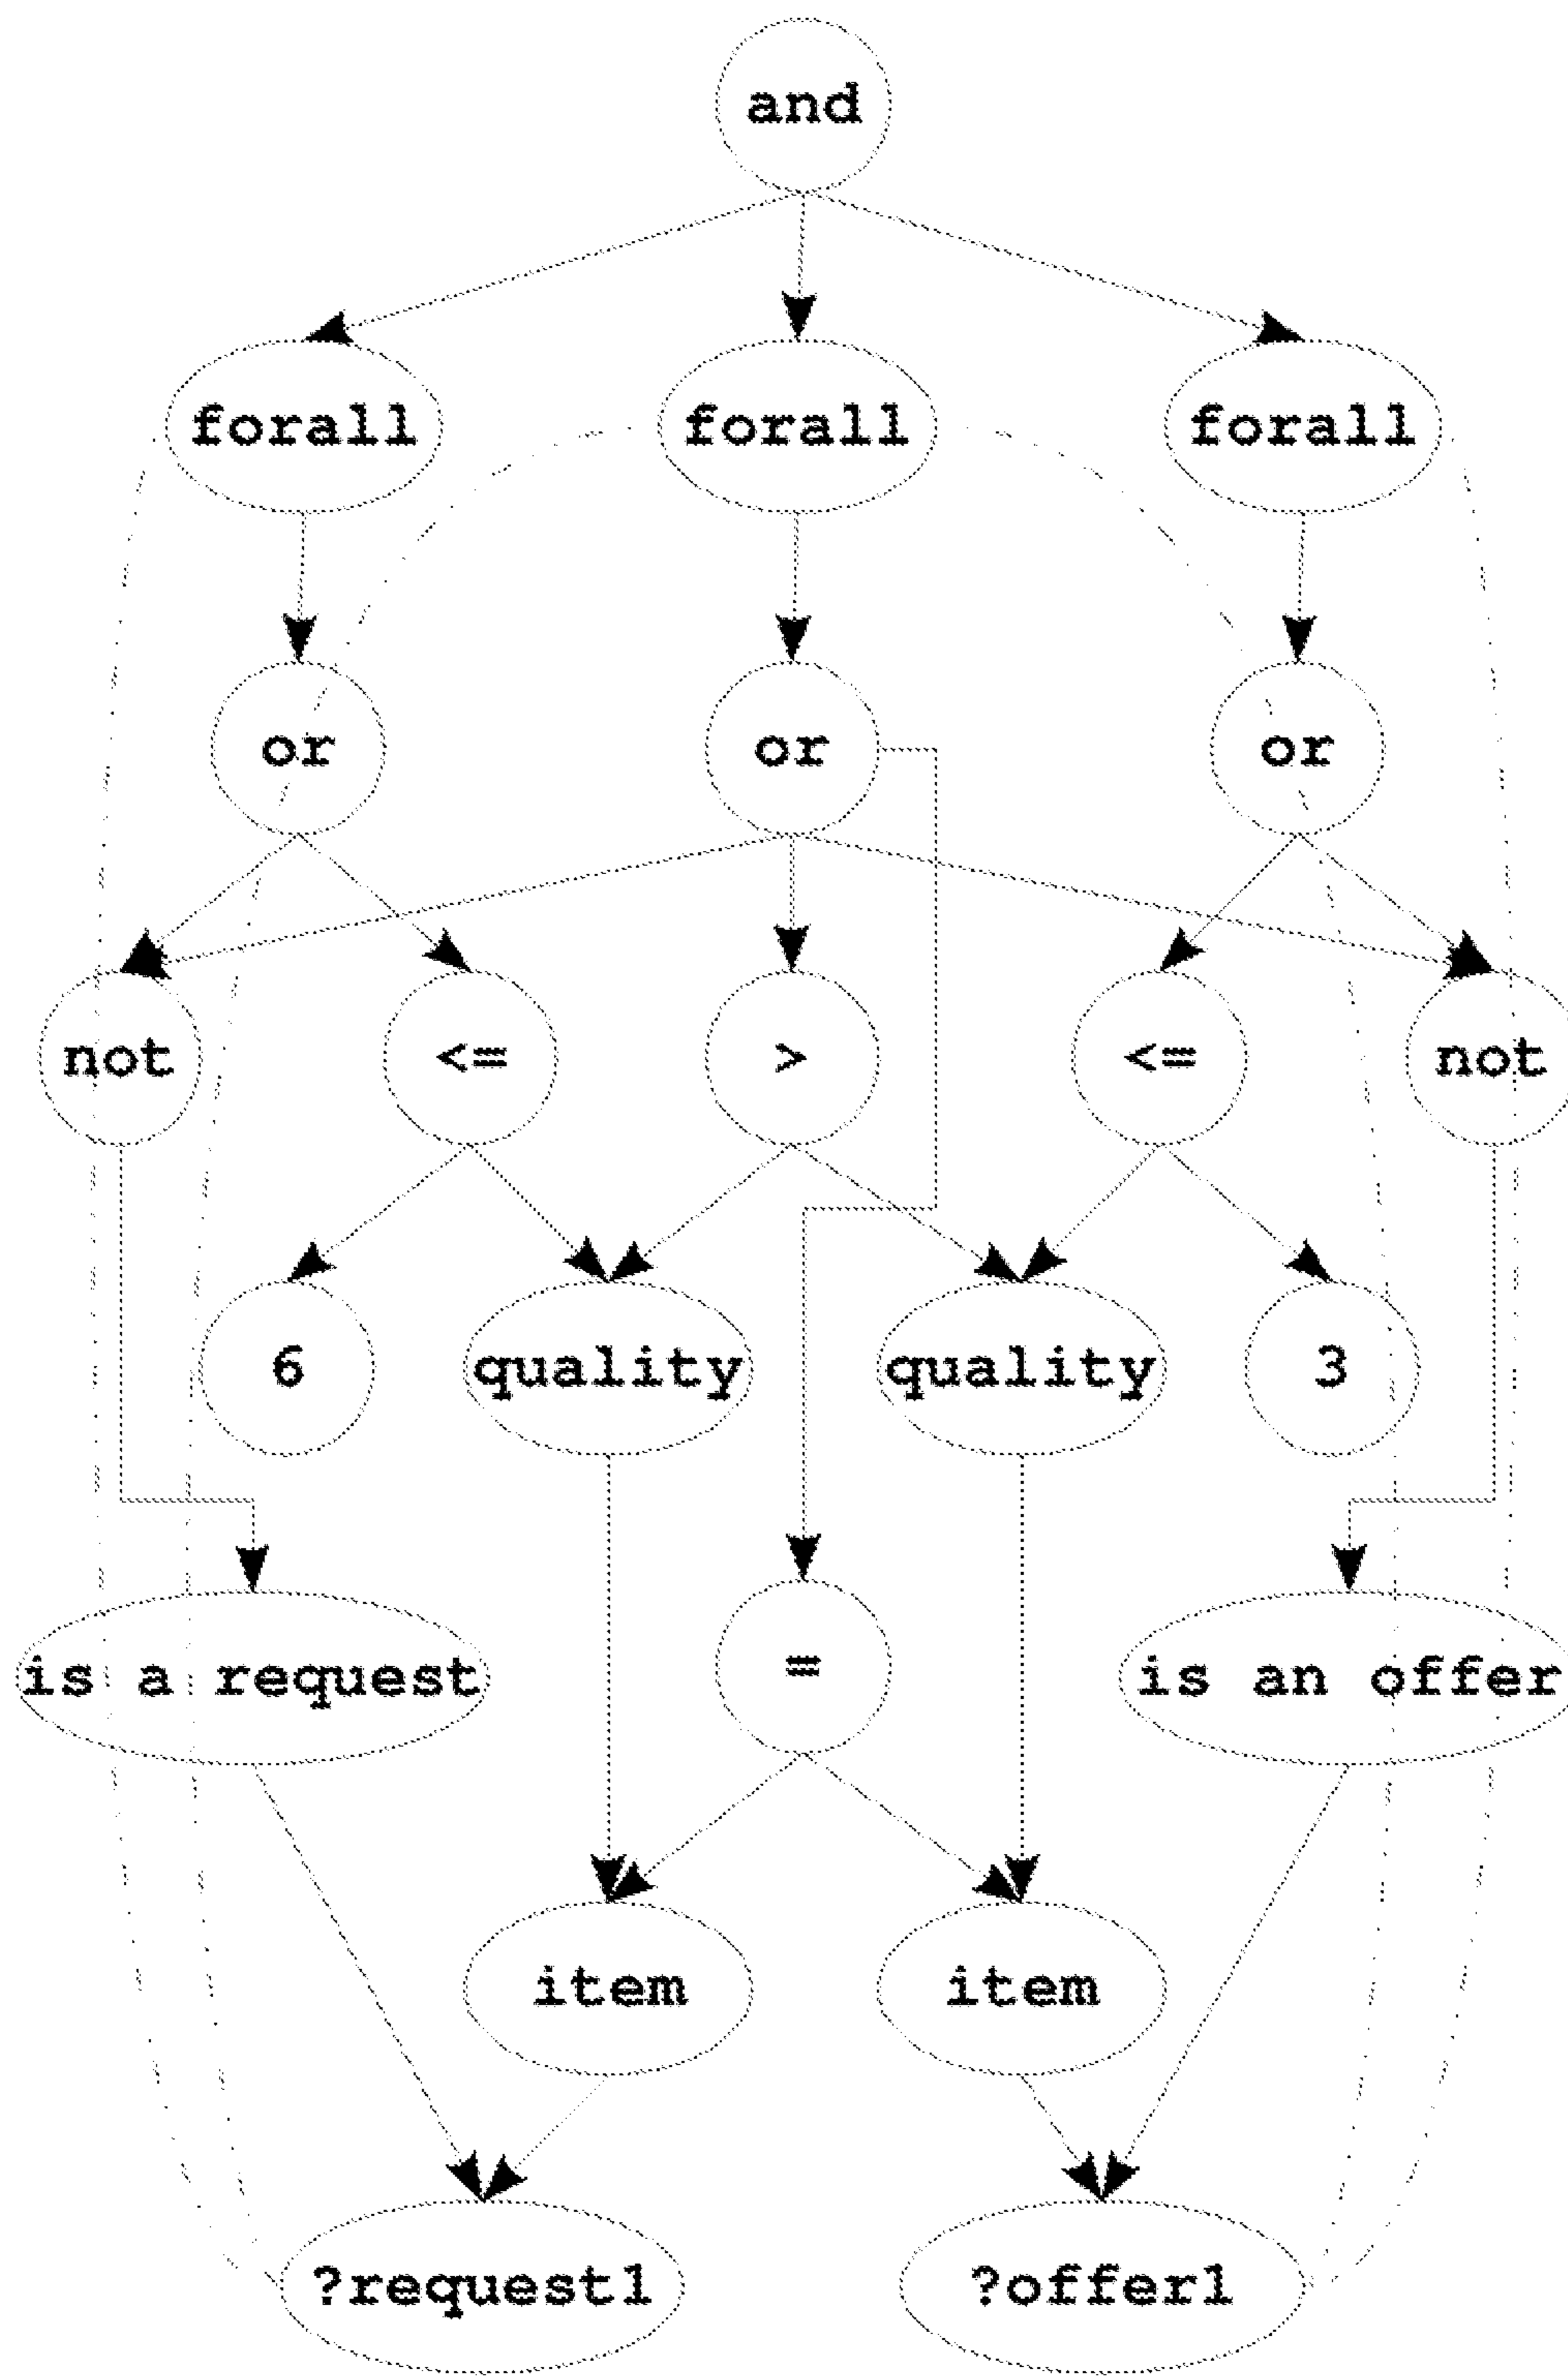 and
forall forall forall
or or or
not <= > <= not
6 quality quality 3
is a request = is an offer
item item
?request1 ?offer1